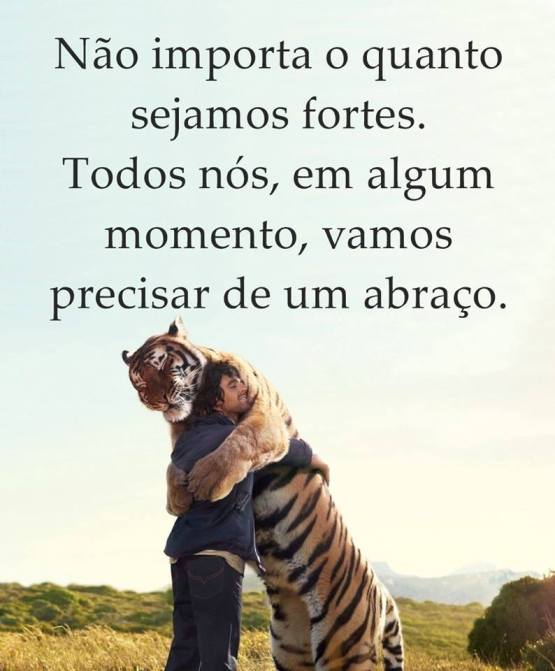 Não importa o quanto
sejamos fortes.
Todos nós, em algum
momento, vamos
precisar de um abraço.